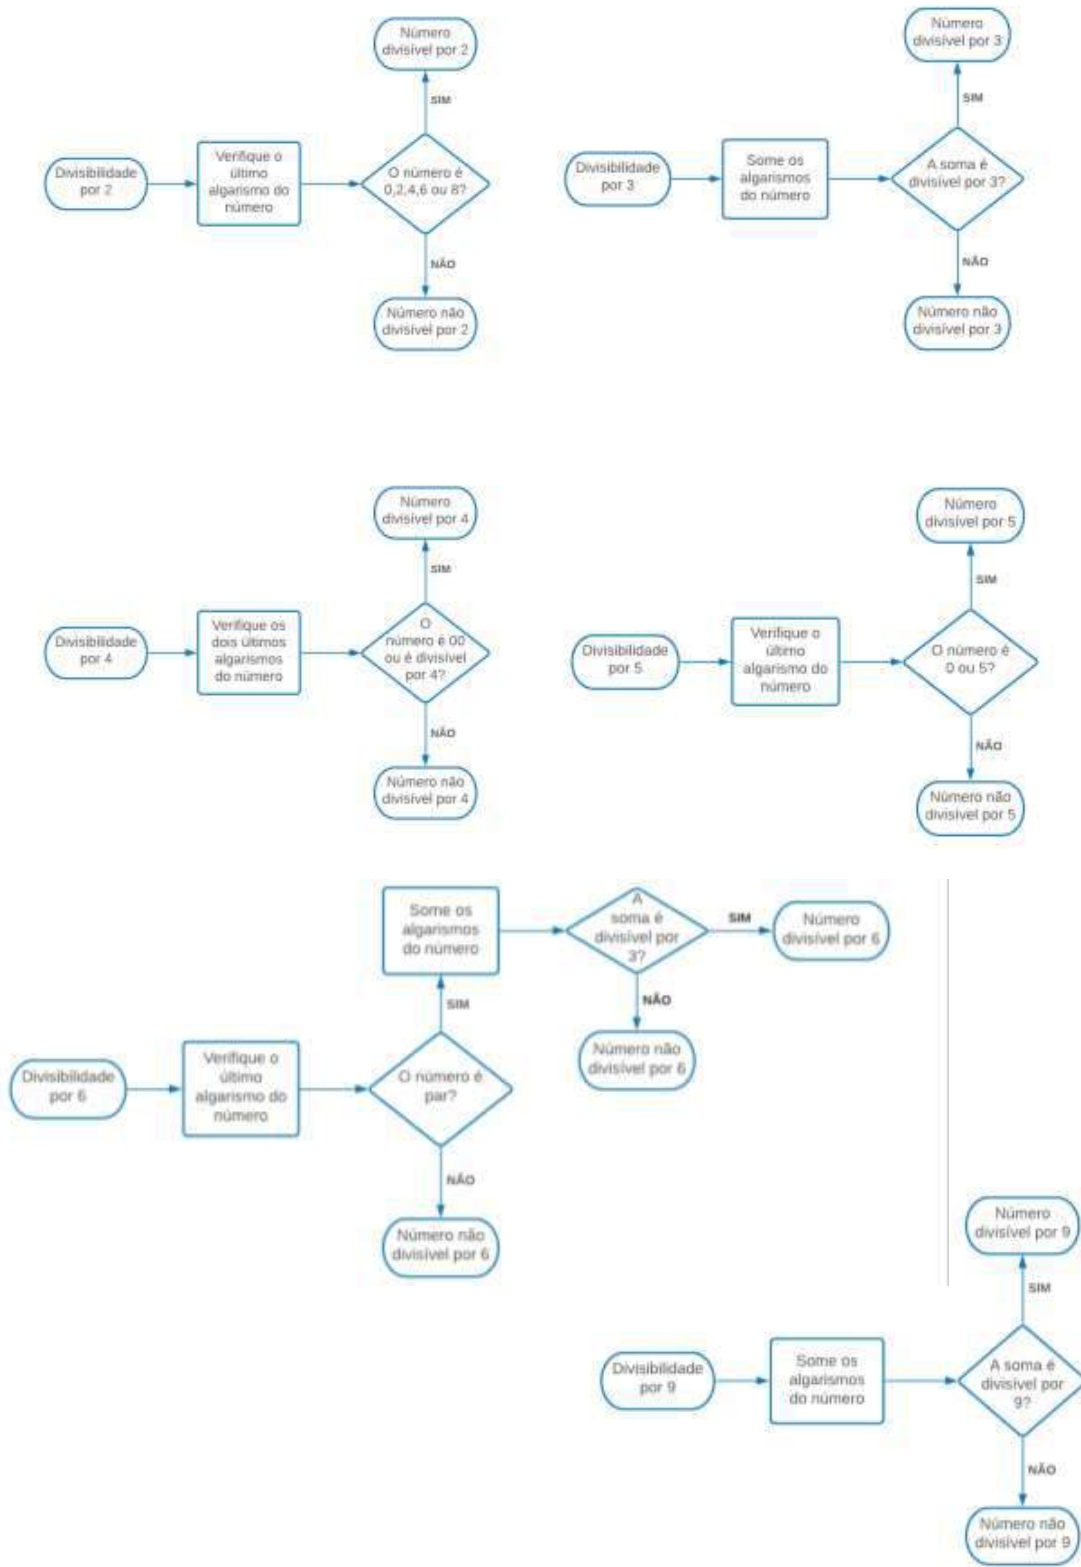 Divisibilidade
por 2
Verifique o
último
algarismo do
número
O número é
0,2,4,6 ou 8?
SIM
Número
divisível por 2
NÃO
Número não
divisível por 2
Divisibilidade
por 3
Some os
algarismos
do número
A soma é
divisível por 3?
SIM
Número
divisível por 3
NÃO
Número não
divisível por 3
Divisibilidade
por 4
Verifique os
dois últimos
algarismos
do número
O
número é 00
ou é divisível
por 4?
SIM
Número
divisível por 4
NÃO
Número não
divisível por 4
Divisibilidade
por 5
Verifique o
último
algarismo do
número
O número é
0 ou 5?
SIM
Número
divisível por 5
NÃO
Número não
divisível por 5
Divisibilidade
por 6
Verifique o
último
algarismo do
número
O número é
par?
SIM
Some os
algarismos
do número
A
soma é
divisível por
3?
SIM
Número
divisível por 6
NÃO
Número não
divisível por 6
NÃO
Número não
divisível por 6
Divisibilidade
por 9
Some os
algarismos
do número
A soma é
divisível por
9?
SIM
Número
divisível por 9
NÃO
Número não
divisível por 9